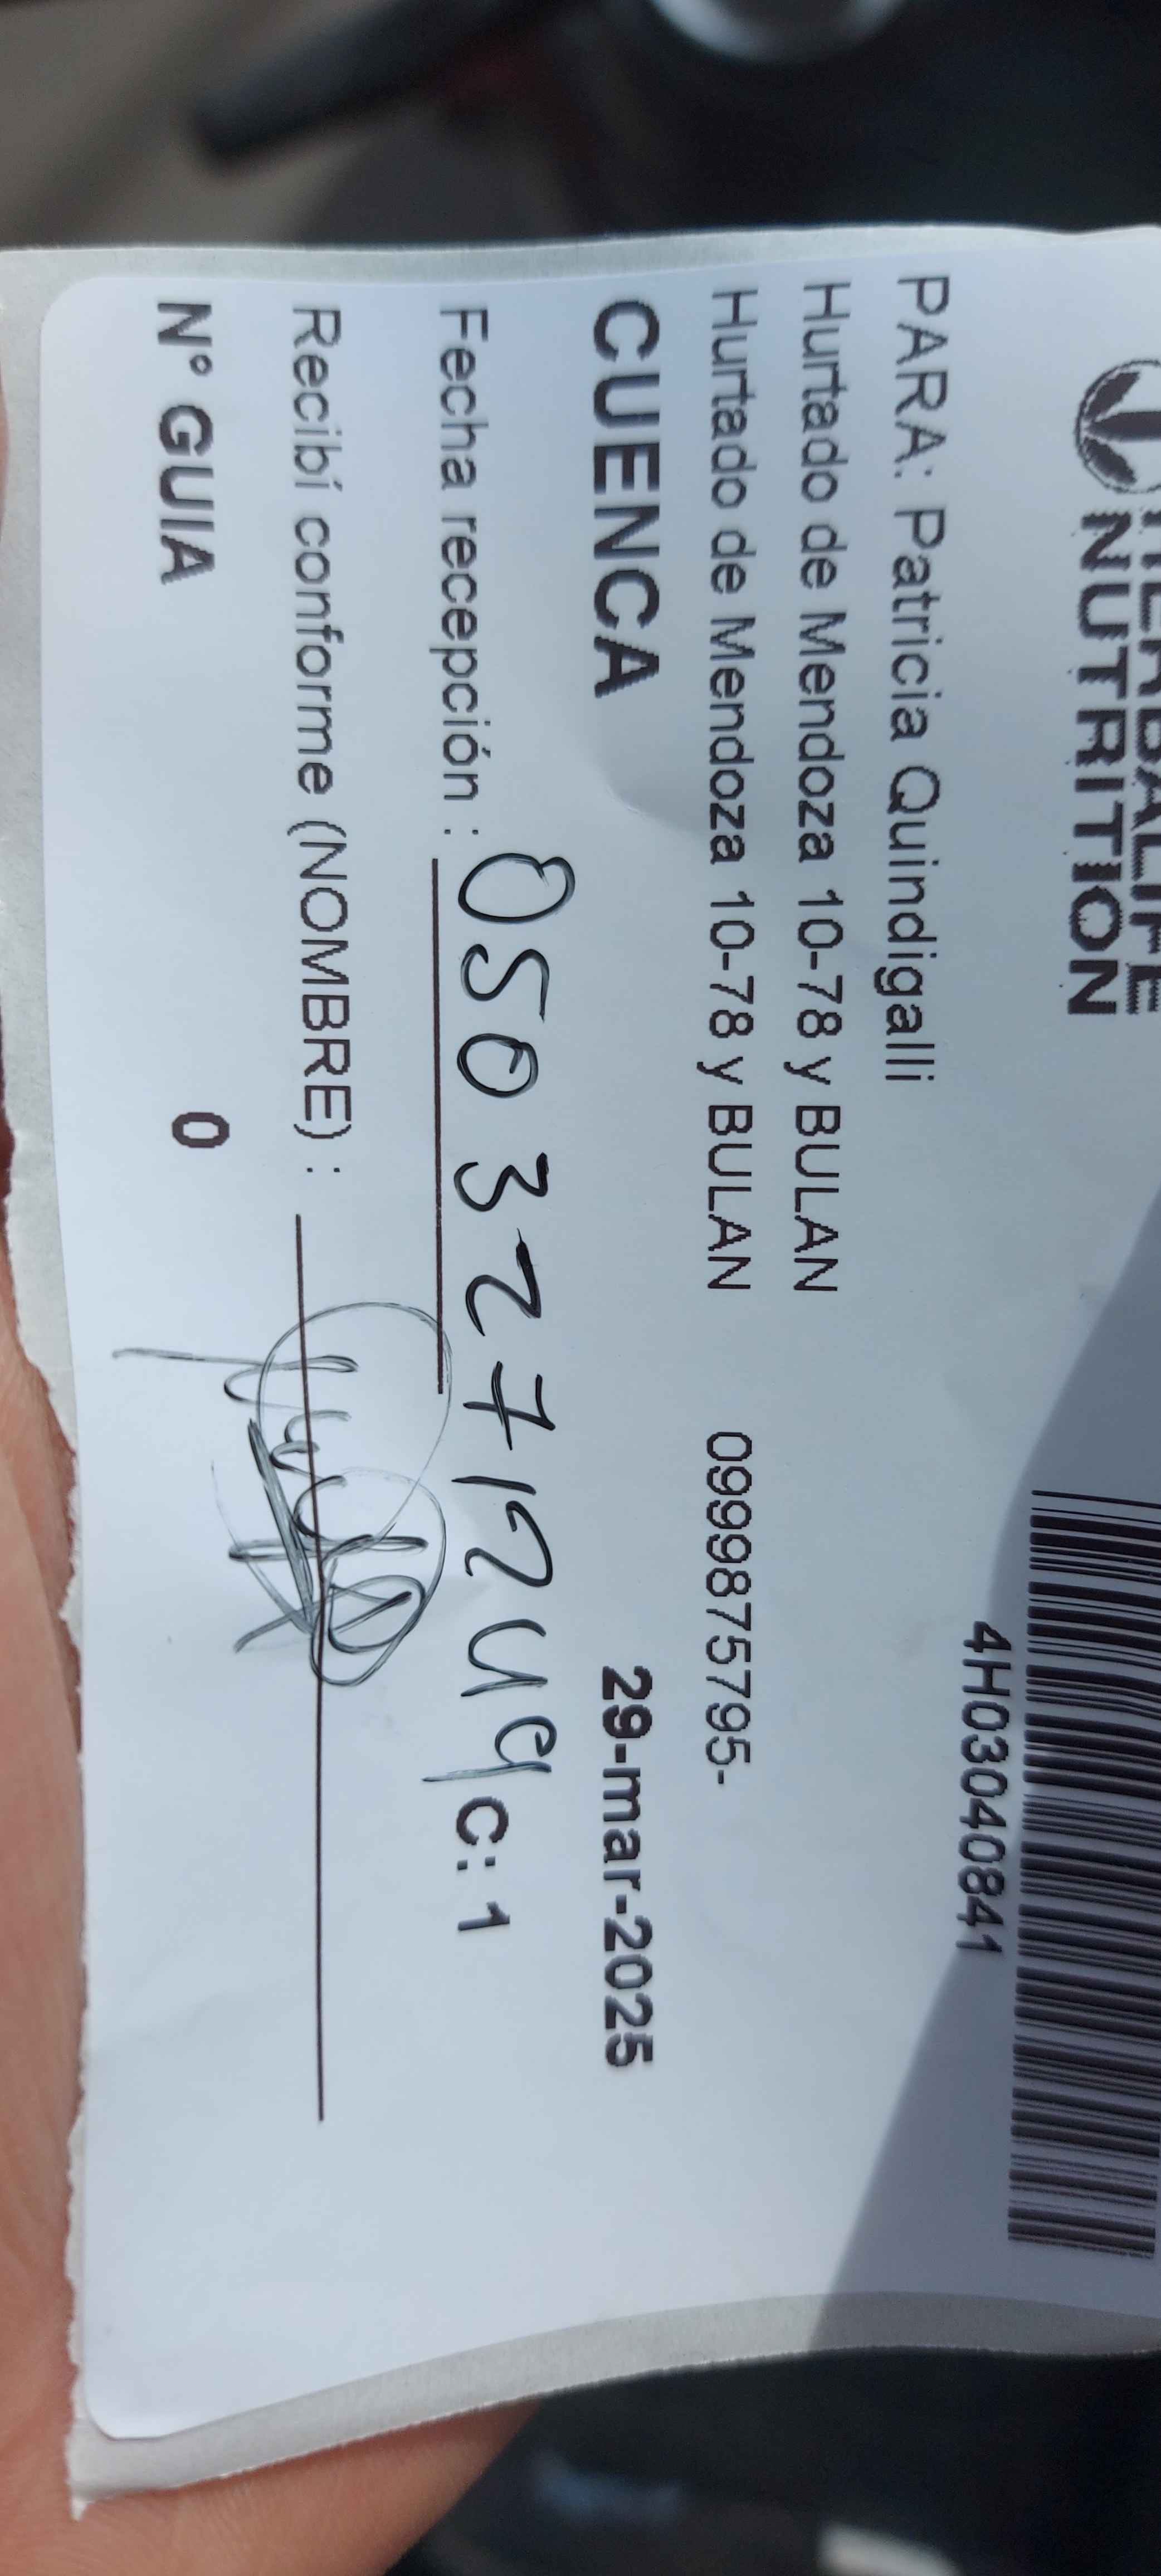 HERBALIFE
NUTRITION
4H03040841
PARA: Patricia Quindigalli
Hurtado de Mendoza 10-78 y BULAN
Hurtado de Mendoza 10-78 y BULAN 0999875795-
CUENCA 29-mar-2025
Fecha recepción : 0503271249 C: 1
Recibí conforme (NOMBRE) :
N° GUIA 0